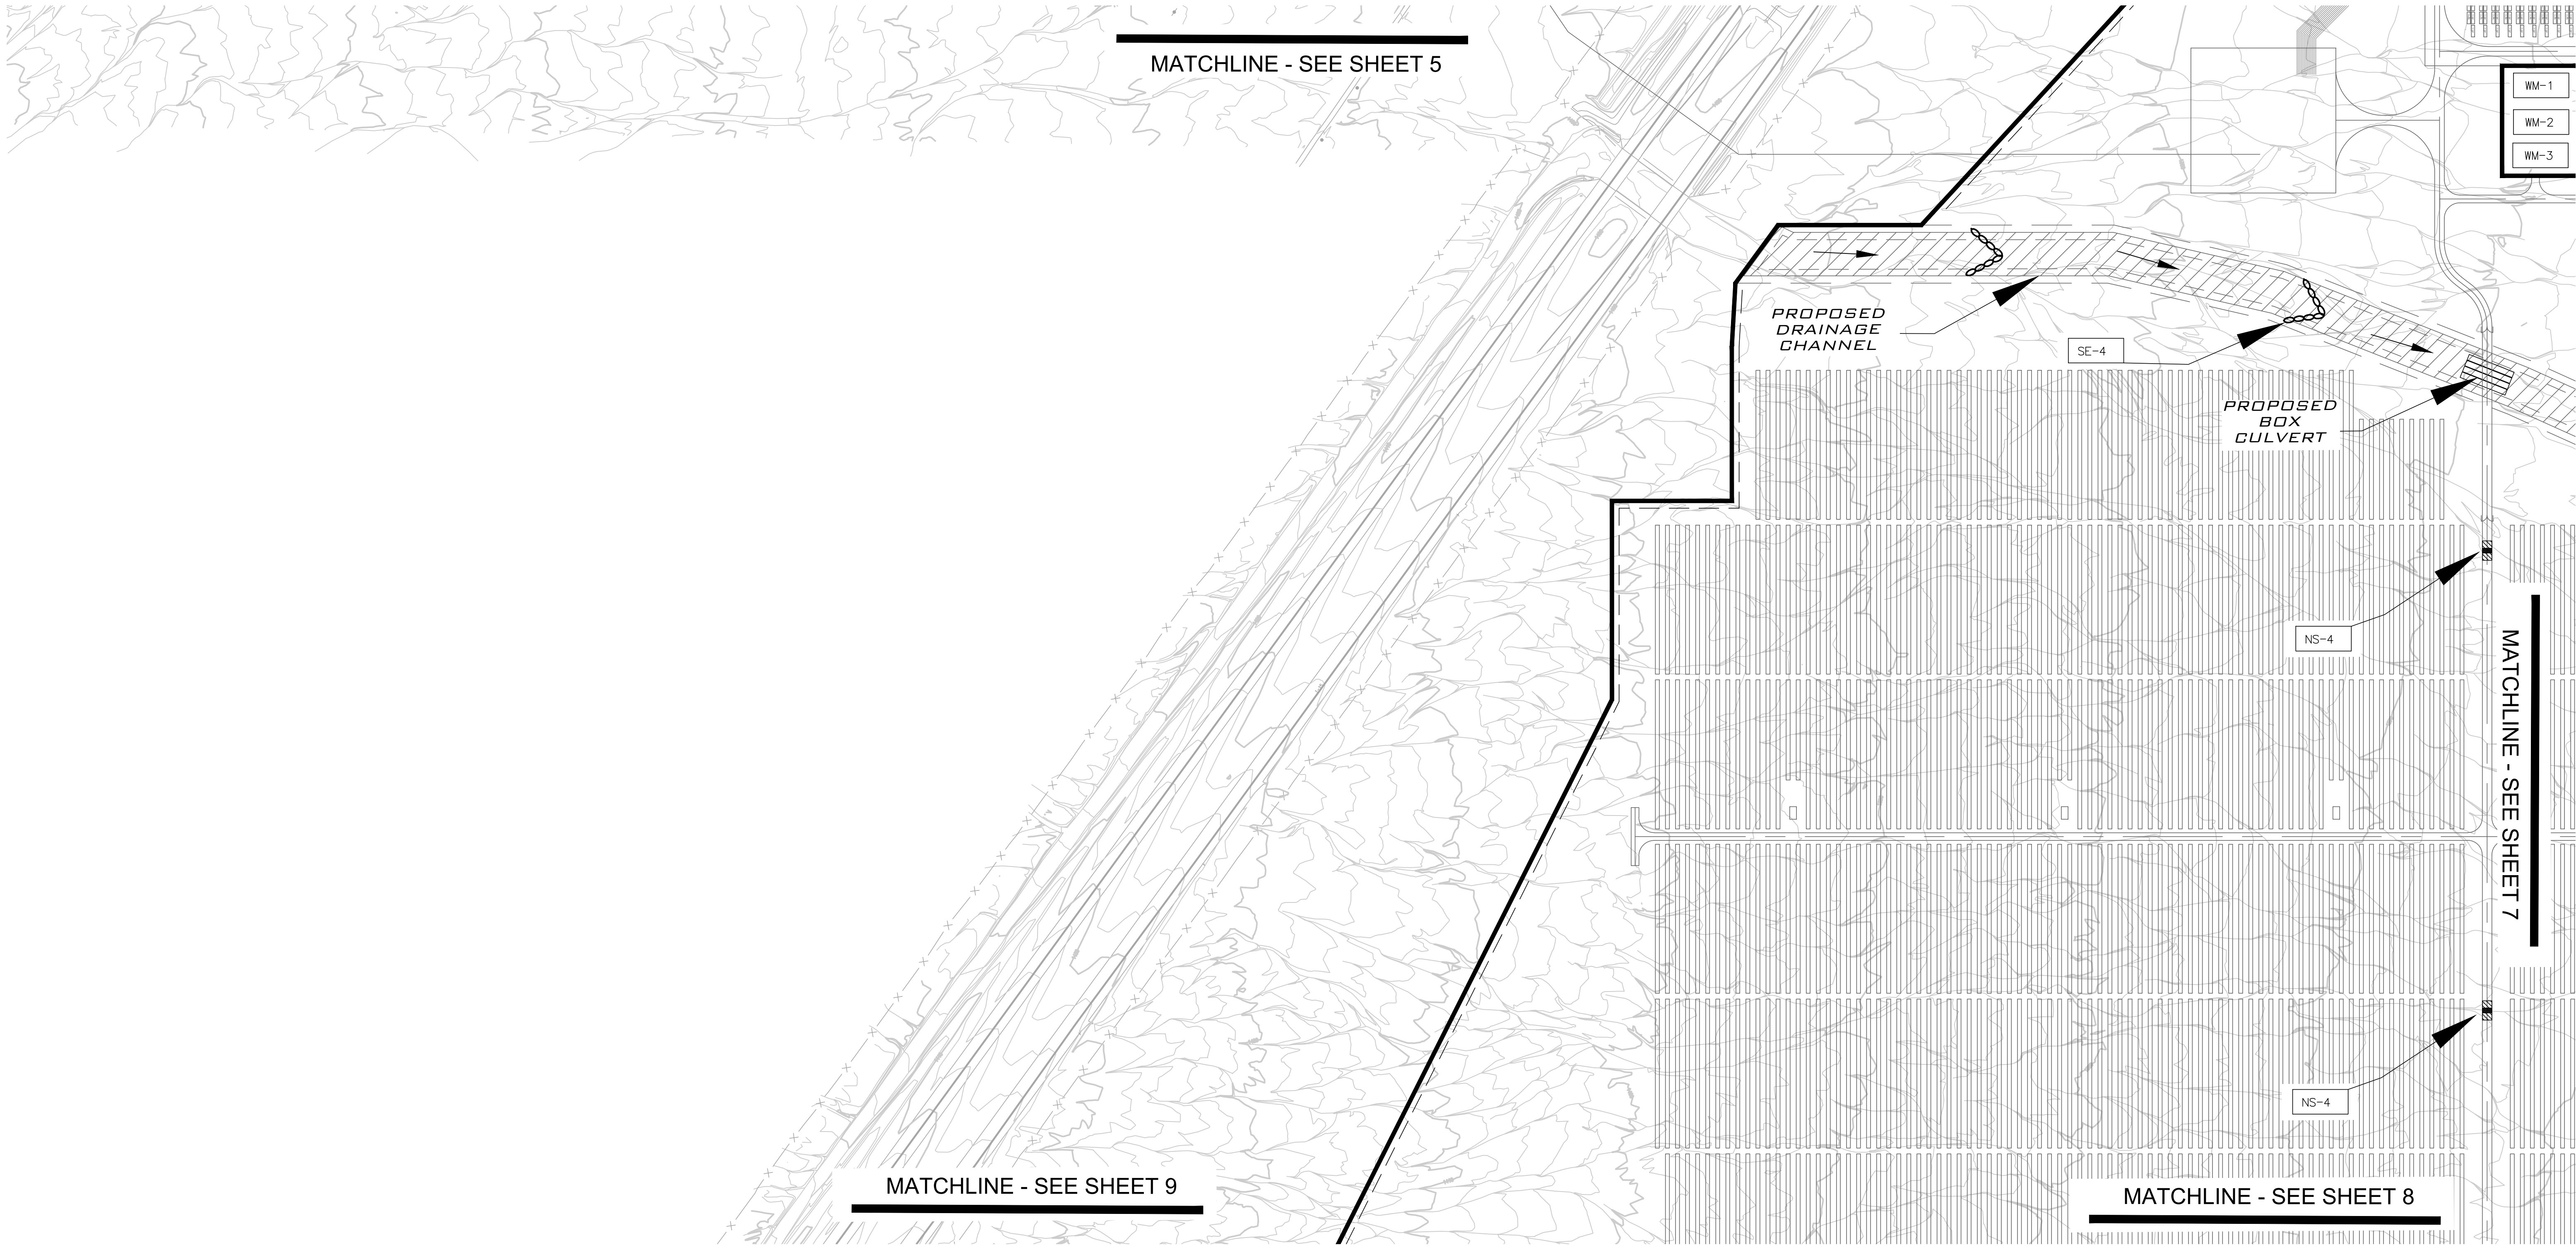 MATCHLINE - SEE SHEET 5
WM-1
WM-2
WM-3
PROPOSED
DRAINAGE
CHANNEL
SE-4
PROPOSED
BOX
CULVERT
NS-4
MATCHLINE - SEE SHEET 7
NS-4
MATCHLINE - SEE SHEET 9
MATCHLINE - SEE SHEET 8